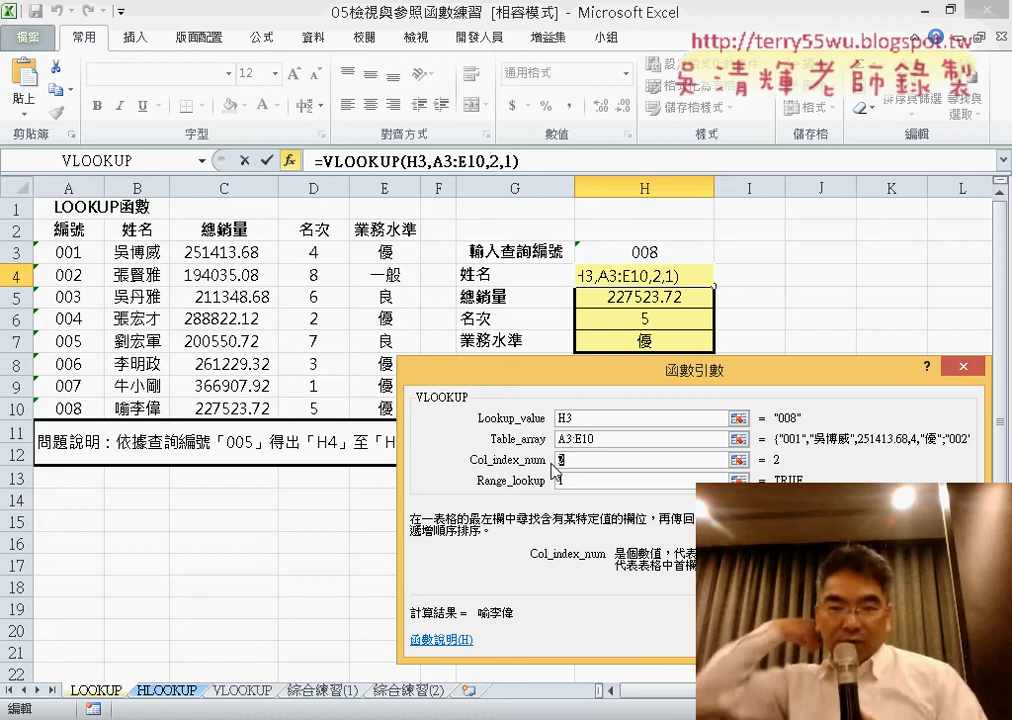 05檢視與參照函數練習 [相容模式] - Microsoft Excel
檔案 常用 插入 版面配置 公式 資料 校閱 檢視 開發人員 增益集 小組
http://terry55wu.blogspot.tw
吳清輝老師錄製
貼上 12 通用格式 格式
儲存格樣式 排序與篩選 尋找與選取
剪貼簿 字型 對齊方式 數值 樣式 儲存格 編輯
VLOOKUP =VLOOKUP(H3,A3:E10,2,1)
A B C D E F G H I J K L
1 LOOKUP函數
2 編號 姓名 總銷量 名次 業務水準
3 001 吳博威 251413.68 4 優 輸入查詢編號 008
4 002 張賢雅 194035.08 8 一般 姓名 H3,A3:E10,2,1)
5 003 吳丹雅 211348.68 6 良 總銷量 227523.72
6 004 張宏才 288822.12 2 優 名次 5
7 005 劉宏軍 200550.72 7 良 業務水準 優
8 006 李明政 261229.32 3 優
9 007 牛小剛 366907.92 1 優
10 008 喻李偉 227523.72 5 優
11 問題說明：依據查詢編號「005」得出「H4」至「H
12
13
14
15
16
17
18
19
20
21
22
函數引數
VLOOKUP
Lookup_value H3 = "008"
Table_array A3:E10 = {"001","吳博威",251413.68,4,"優";"002"
Col_index_num 2 = 2
Range_lookup 1 = TRUE
在一表格的最左欄中尋找含有某特定值的欄位，再傳回
遞增順序排序。
Col_index_num 是個數值，代表
代表表格中首欄
計算結果 = 喻李偉
函數說明(H)
LOOKUP HLOOKUP VLOOKUP 綜合練習(1) 綜合練習(2)
編輯